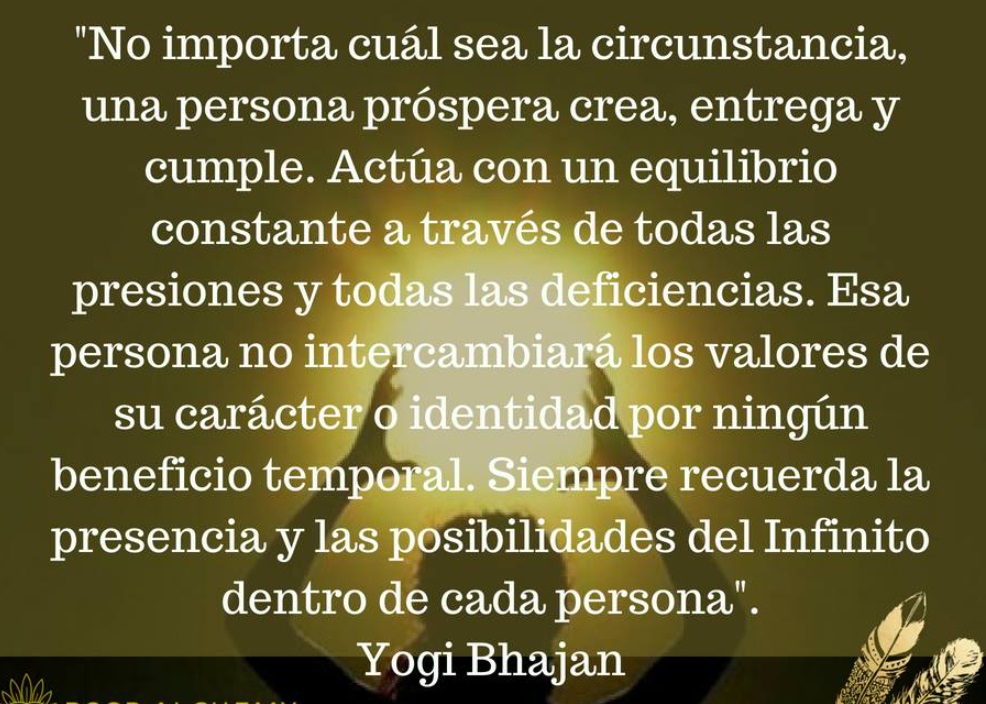 "No importa cuál sea la circunstancia,
una persona próspera crea, entrega y
cumple. Actúa con un equilibrio
constante a través de todas las
presiones y todas las deficiencias. Esa
persona no intercambiará los valores de
su carácter o identidad por ningún
beneficio temporal. Siempre recuerda la
presencia y las posibilidades del Infinito
dentro de cada persona".
Yogi Bhajan